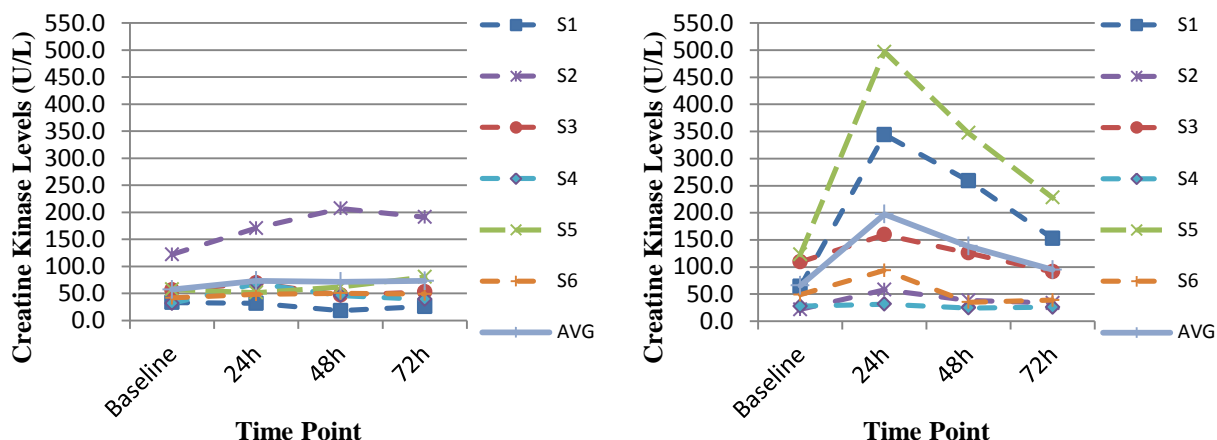 Creatine Kinase Levels (U/L)
550.0
500.0
450.0
400.0
350.0
300.0
250.0
200.0
150.0
100.0
50.0
0.0
Baseline
24h
48h
72h
Time Point
S1
S2
S3
S4
S5
S6
AVG
Creatine Kinase Levels (U/L)
550.0
500.0
450.0
400.0
350.0
300.0
250.0
200.0
150.0
100.0
50.0
0.0
Baseline
24h
48h
72h
Time Point
S1
S2
S3
S4
S5
S6
AVG